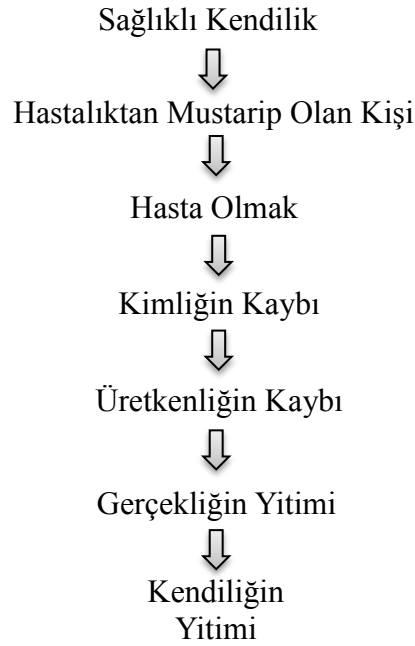 Sağlıklı Kendilik
Hastalıktan Mustarip Olan Kişi
Hasta Olmak
Kimliğin Kaybı
Üretkenliğin Kaybı
Gerçekliğin Yitimi
Kendiliğin
Yitimi